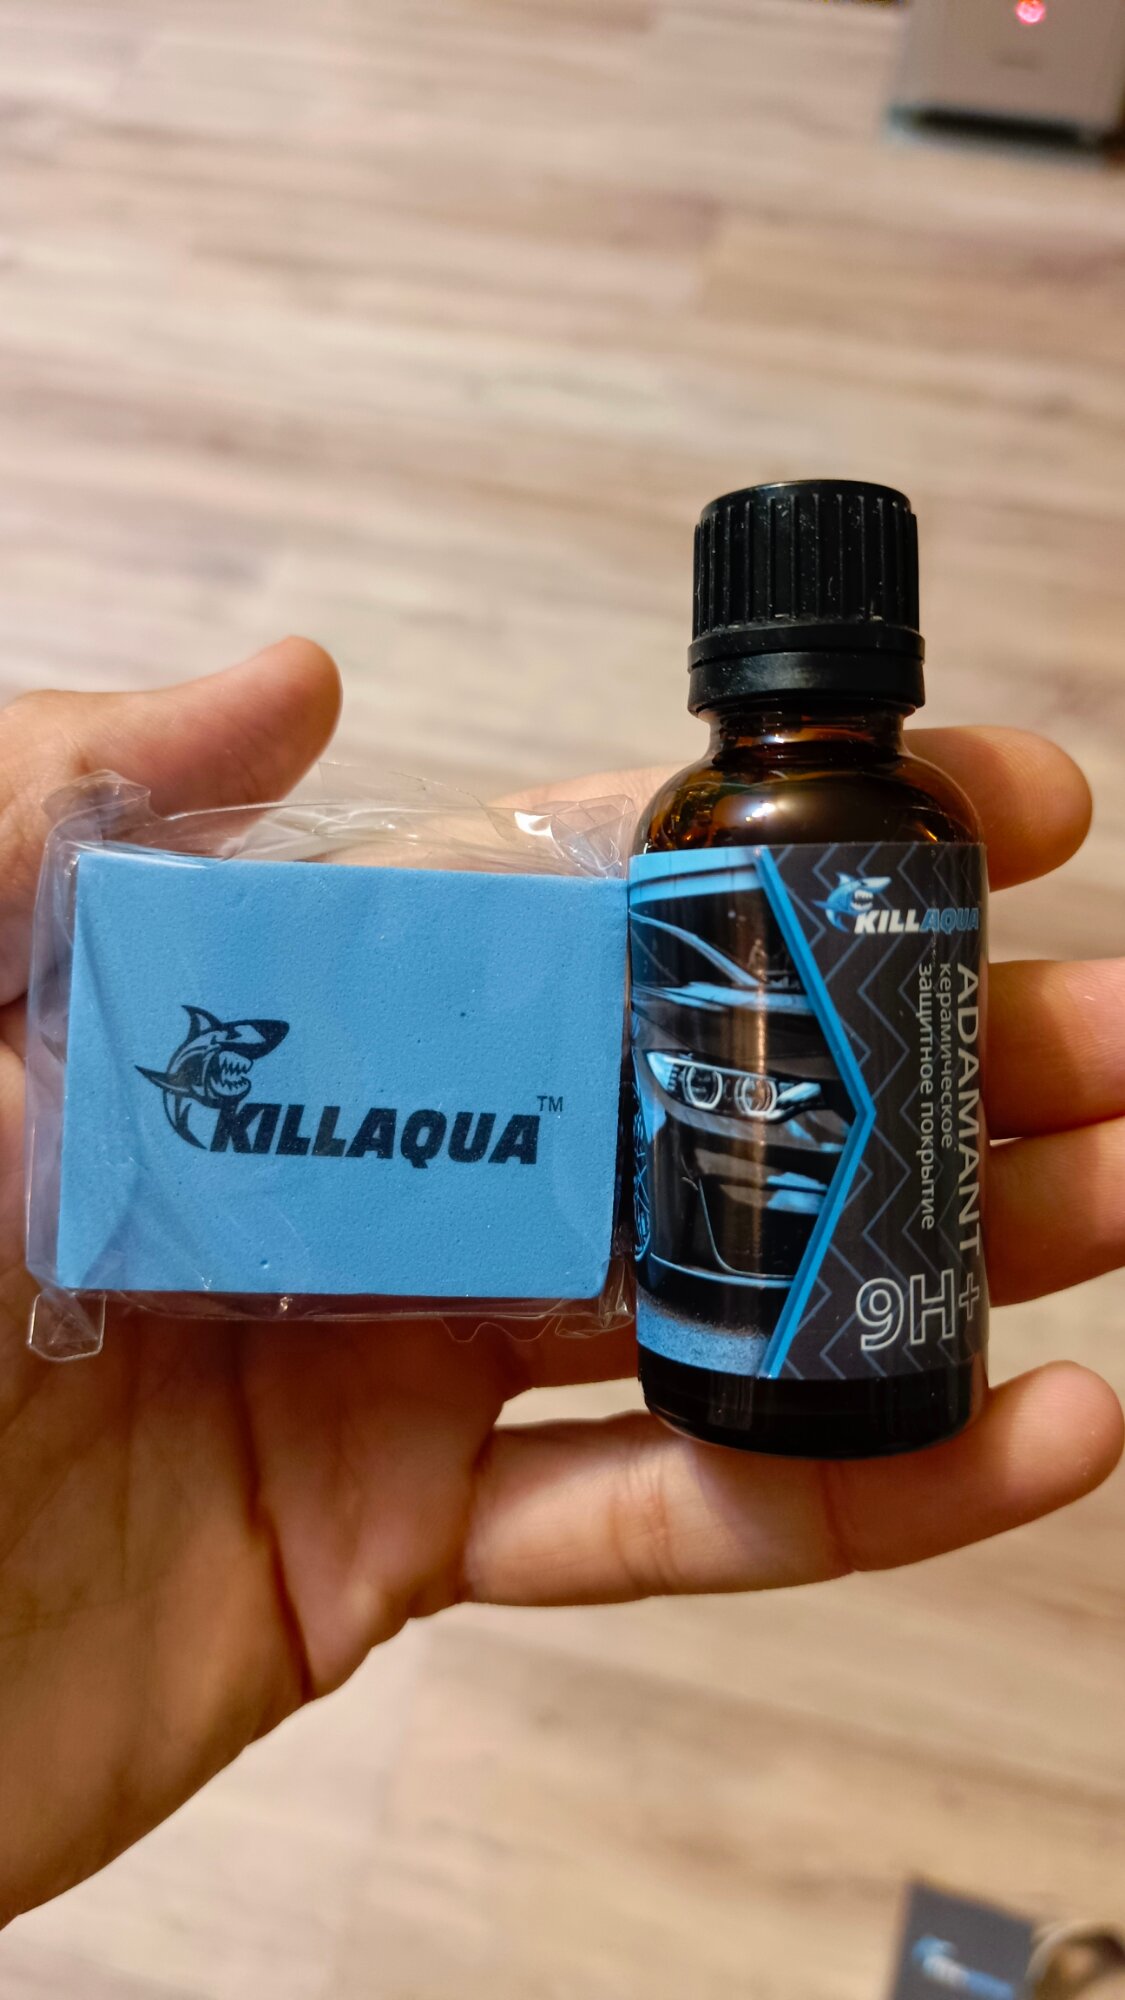 KILLAQUA™
KILLAQUA
ADAMANT +
керамическое
защитное покрытие
9H